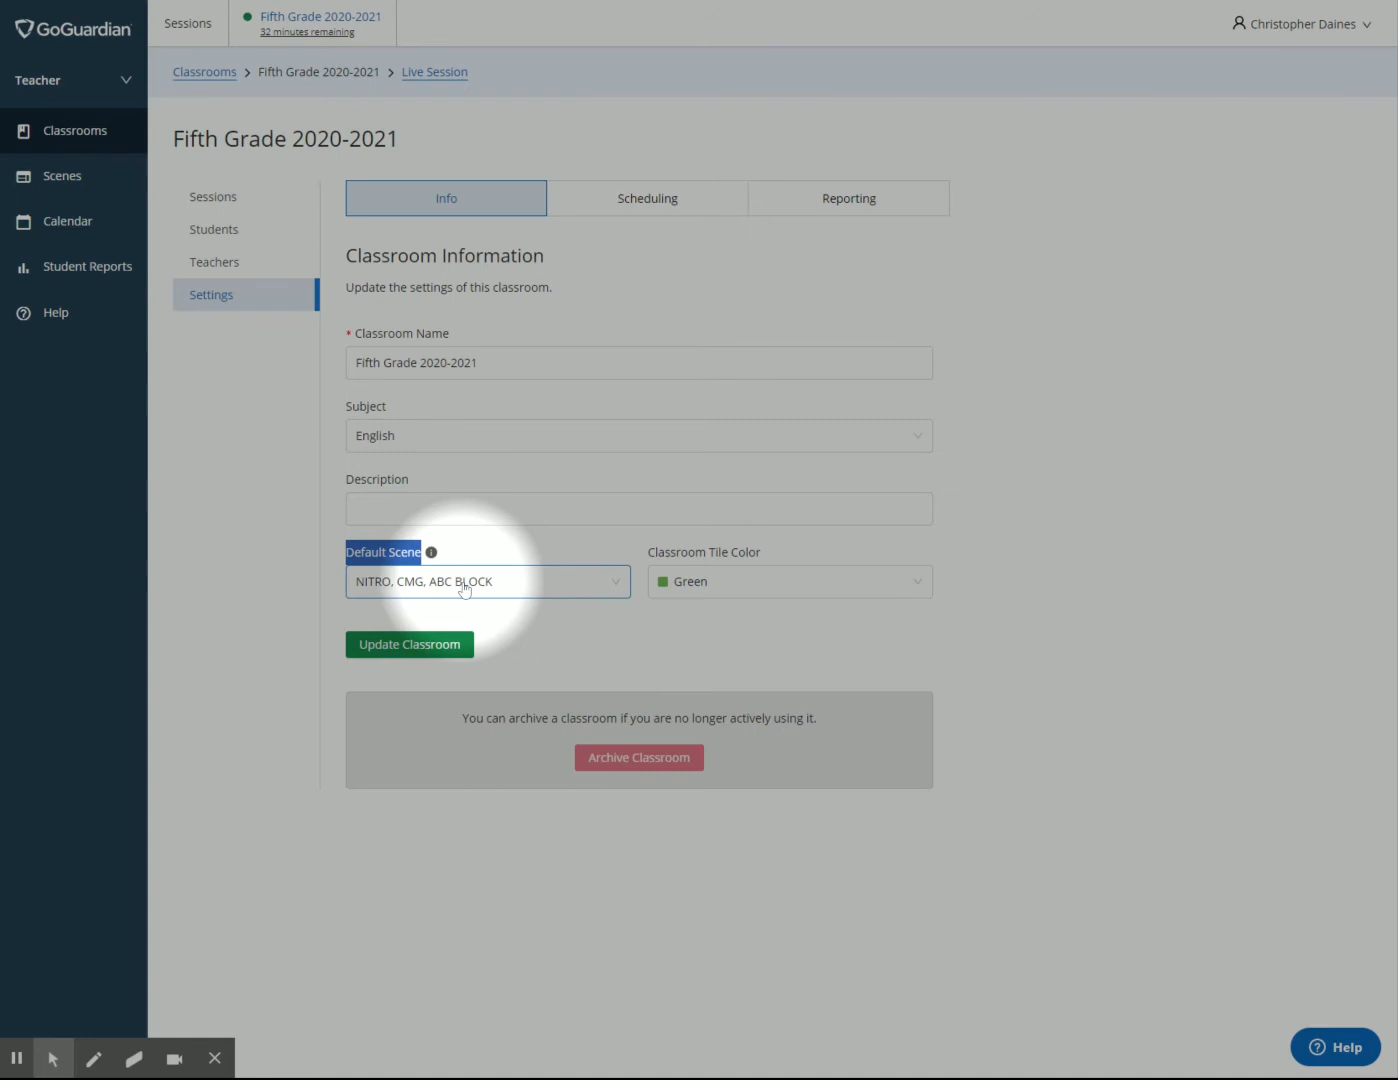 GoGuardian
Sessions
Fifth Grade 2020-2021
32 minutes remaining
Christopher Daines
Teacher
Classrooms
Scenes
Calendar
Student Reports
Help
Classrooms > Fifth Grade 2020-2021 > Live Session
Fifth Grade 2020-2021
Sessions
Students
Teachers
Settings
Info
Scheduling
Reporting
Classroom Information
Update the settings of this classroom.
* Classroom Name
Fifth Grade 2020-2021
Subject
English
Description
Default Scene
NITRO, CMG, ABC BLOCK
Classroom Tile Color
Green
Update Classroom
You can archive a classroom if you are no longer actively using it.
Archive Classroom
Help